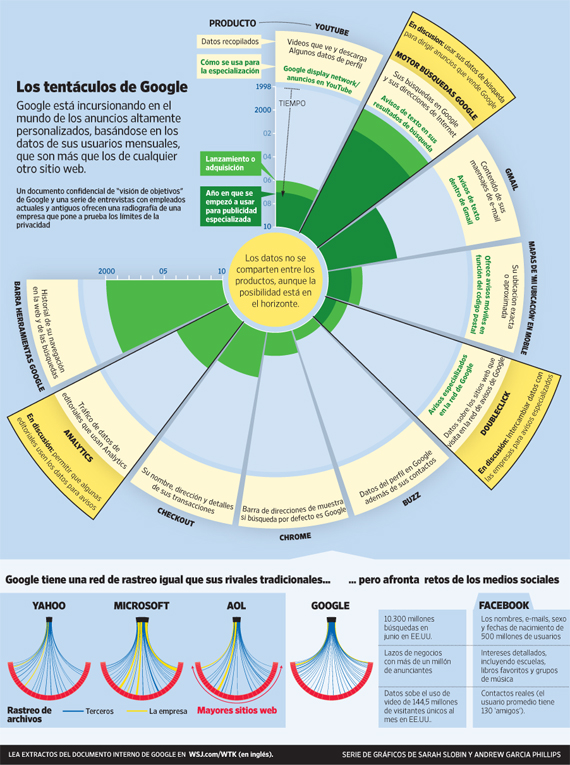 PRODUCTO
YOUTUBE
Datos recopilados
Videos que ve y descarga
Algunos datos de perfil
Cómo se usa para
la especialización
Google display network/
anuncios en YouTube
Los tentáculos de Google
Google está incursionando en el
mundo de los anuncios altamente
personalizados, basándose en los
datos de sus usuarios mensuales,
que son más que los de cualquier
otro sitio web.
Un documento confidencial de "visión de objetivos"
de Google y una serie de entrevistas con empleados
actuales y antiguos ofrecen una radiografía de una
empresa que pone a prueba los límites de la
privacidad
1998
2000
02
04
06
08
10
TIEMPO
Lanzamiento o
adquisición
Año en que se
empezó a usar
para publicidad
especializada
En discusión: usar sus datos de búsqueda
para dirigir anuncios que verde Google
MOTOR BÚSQUEDAS GOOGLE
Sus búsquedas en Google
y sus direcciones de internet
Avisos de texto en sus
resultados de búsqueda
GMAIL
Contenido de sus
maensajes de e-mail
Avisos de texto
dentro de Gmail
MAPAS DE 'MI UBICACIÓN' EN MOBILE
Su ubicacion exacta
o aproximada
Ofrece avisos móviles en
función del código postal
DOUBLECLICK
En discusión: Intercambiar datos con
las empresas para avisos especializados
Datos sobre los sitios web que
visita en la red de avisos de Google
Avisos especializados
en la red de Google
BUZZ
Datos del perfil en Google
además de sus contactos
CHROME
Barra de direcciones de muestra
si búsqueda por defecto es Google
CHECKOUT
Su nombre, dirección y detalles
de sus transacciones
ANALYTICS
Tráfico de datos de
editoriales que usen Analytics
En discusión: permitir que algunas
editoriales usen los datos para avisos
BARRA HERRAMIENTAS GOOGLE
Historial de su navegación
en la web y de las búsquedas
2000
05
10
Los datos no se
comparten entre los
productos, aunque la
posibilidad está en
el horizonte.
Google tiene una red de rastreo igual que sus rivales tradicionales...
... pero afronta retos de los medios sociales
YAHOO
MICROSOFT
AOL
GOOGLE
FACEBOOK
Rastreo de
archivos
Terceros
La empresa
Mayores sitios web
10.300 millones
búsquedas en
junio en EE.UU.
Los nombres, e-mails, sexo
y fechas de nacimiento de
500 millones de usuarios
Lazos de negocios
con más de un millón
de anunciantes
Intereses detallados,
incluyendo escuelas,
libros favoritos y grupos
de música
Datos sobe el uso de
video de 144,5 millones
de visitantes únicos al
mes en EE.UU.
Contactos reales (el
usuario promedio tiene
130 'amigos').
LEA EXTRACTOS DEL DOCUMENTO INTERNO DE GOOGLE EN WSJ.com/WTK (en inglés).
SERIE DE GRÁFICOS DE SARAH SLOBIN Y ANDREW GARCIA PHILLIPS